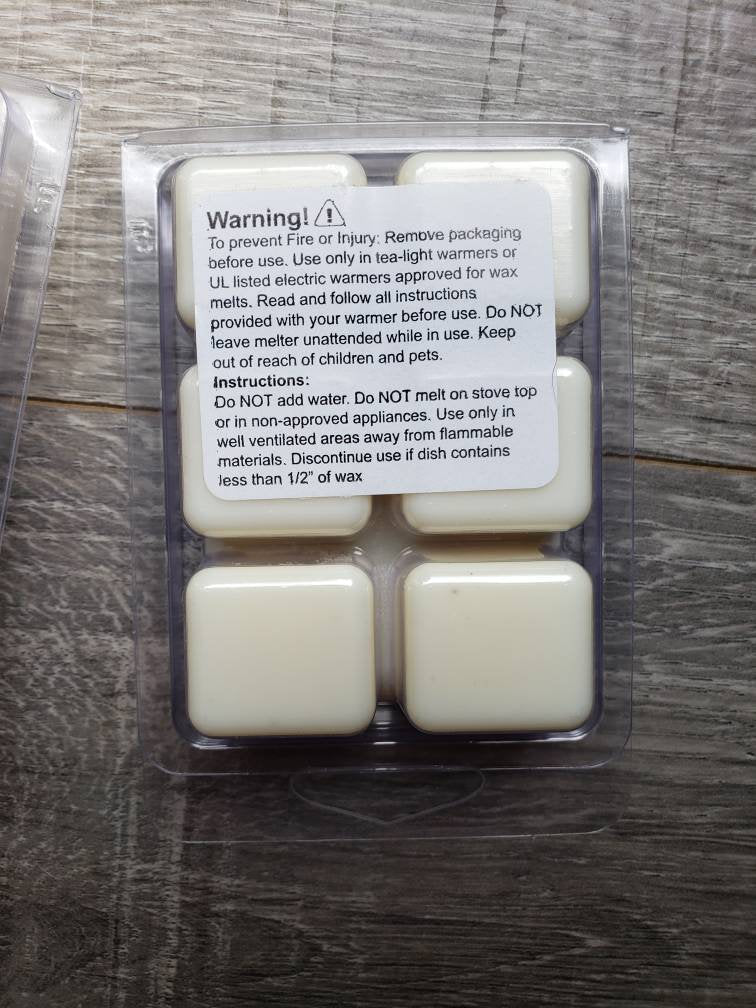 Warning!
To prevent Fire or Injury: Remove packaging
before use. Use only in tea-light warmers or
UL listed electric warmers approved for wax
melts. Read and follow all instructions
provided with your warmer before use. Do NOT
leave melter unattended while in use. Keep
out of reach of children and pets.
Instructions:
Do NOT add water. Do NOT melt on stove top
or in non-approved appliances. Use only in
well ventilated areas away from flammable
materials. Discontinue use if dish contains
less than 1/2" of wax